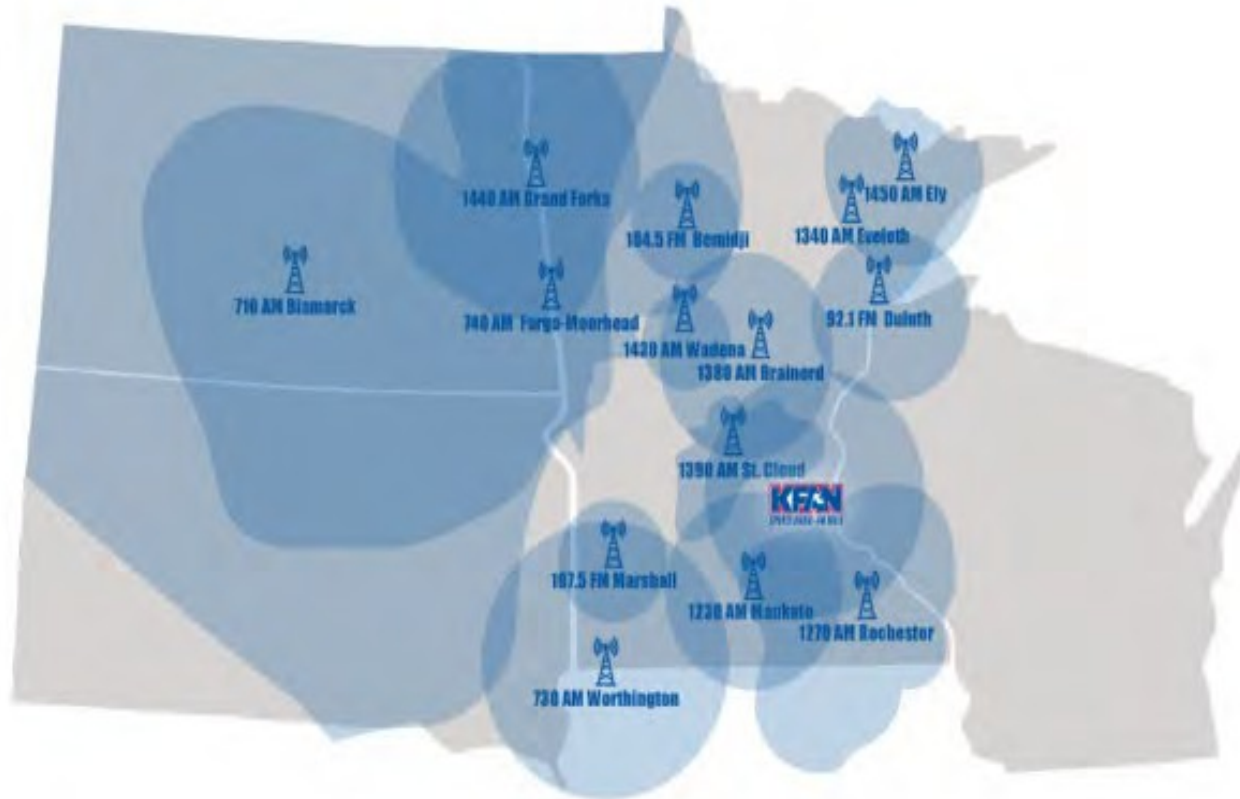 1440 AM Grand Forks
1450 AM Ely
104.5 FM Bemidji
1340 AM Eveleth
710 AM Bismarck
740 AM Fargo-Moorhead
92.1 FM Duluth
1430 AM Wadena
1380 AM Brainerd
1390 AM St. Cloud
KFAN
107.5 FM Marshall
1230 AM Mankato
1270 AM Rochester
730 AM Worthington